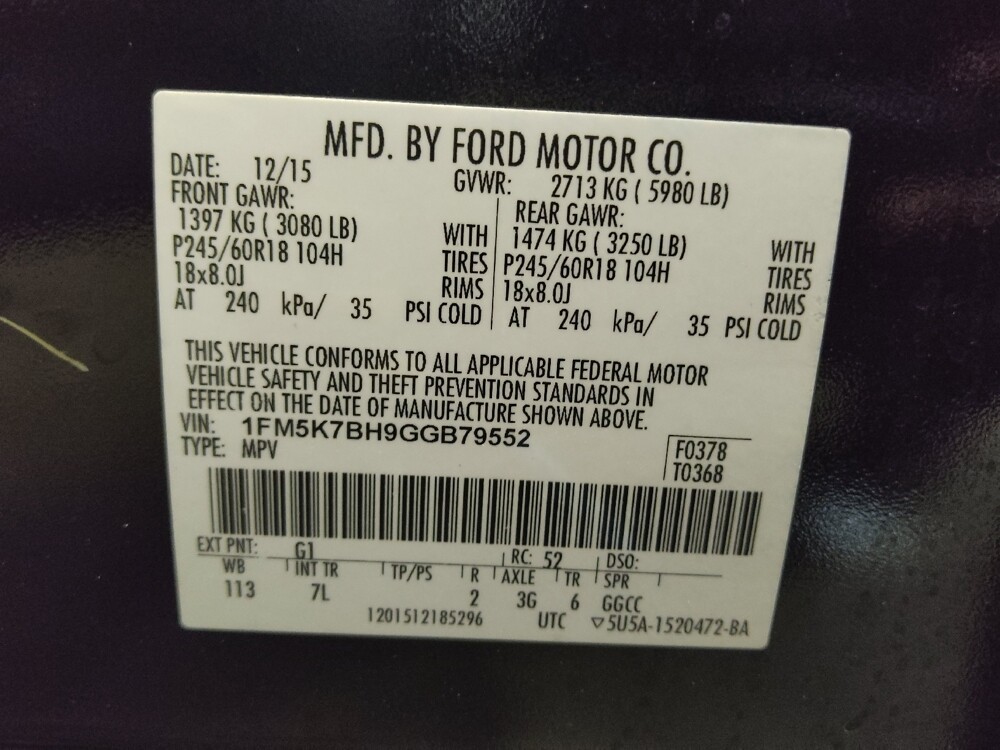 MFD. BY FORD MOTOR CO.
DATE: 12/15 GVWR: 2713 KG ( 5980 LB)
FRONT GAWR: REAR GAWR:
1397 KG ( 3080 LB) WITH 1474 KG ( 3250 LB) WITH
P245/60R18 104H TIRES P245/60R18 104H TIRES
18x8.0J RIMS 18x8.0J RIMS
AT 240 kPa/ 35 PSI COLD AT 240 kPa/ 35 PSI COLD
THIS VEHICLE CONFORMS TO ALL APPLICABLE FEDERAL MOTOR
VEHICLE SAFETY AND THEFT PREVENTION STANDARDS IN
EFFECT ON THE DATE OF MANUFACTURE SHOWN ABOVE.
VIN: 1FM5K7BH9GGB79552
TYPE: MPV F0378
T0368
EXT PNT: G1 RC: 52 DSO:
WB INT TR TP/PS R AXLE TR SPR
113 7L 2 3G 6 GGCC
1201512185296 UTC ▽5U5A-1520472-BA